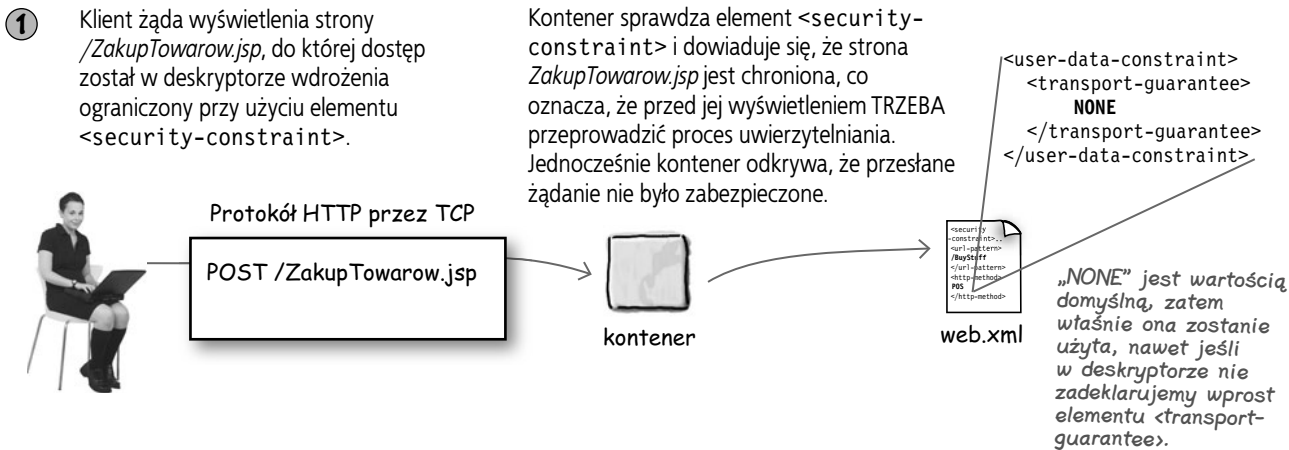 1
Klient żąda wyświetlenia strony
/ZakupTowarow.jsp, do której dostęp
został w deskryptorze wdrożenia
ograniczony przy użyciu elementu
<security-constraint>.
Kontener sprawdza element <security-
constraint> i dowiaduje się, że strona
ZakupTowarow.jsp jest chroniona, co
oznacza, że przed jej wyświetleniem TRZEBA
przeprowadzić proces uwierzytelniania.
Jednocześnie kontener odkrywa, że przesłane
żądanie nie było zabezpieczone.
<user-data-constraint>
<transport-guarantee>
NONE
</transport-guarantee>
</user-data-constraint>
Protokół HTTP przez TCP
POST /ZakupTowarow.jsp
kontener
<security
-constraint>..
<url-pattern>
/BuyStuff
</url-pattern>
<http-method>
POS
</http-method>
web.xml
„NONE” jest wartością
domyślną, zatem
właśnie ona zostanie
użyta, nawet jeśli
w deskryptorze nie
zadeklarujemy wprost
elementu <transport-
guarantee>.